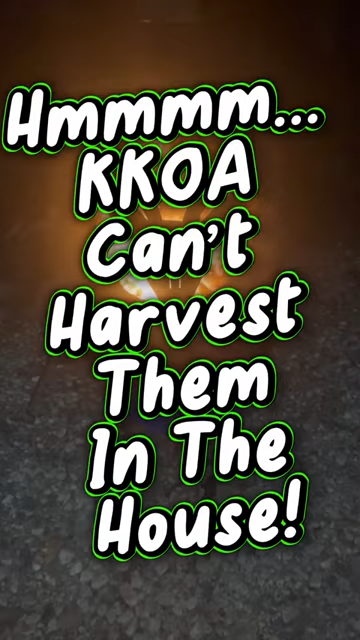 Hmmmm...
KKOA
Can't
Harvest
Them
In The
House!